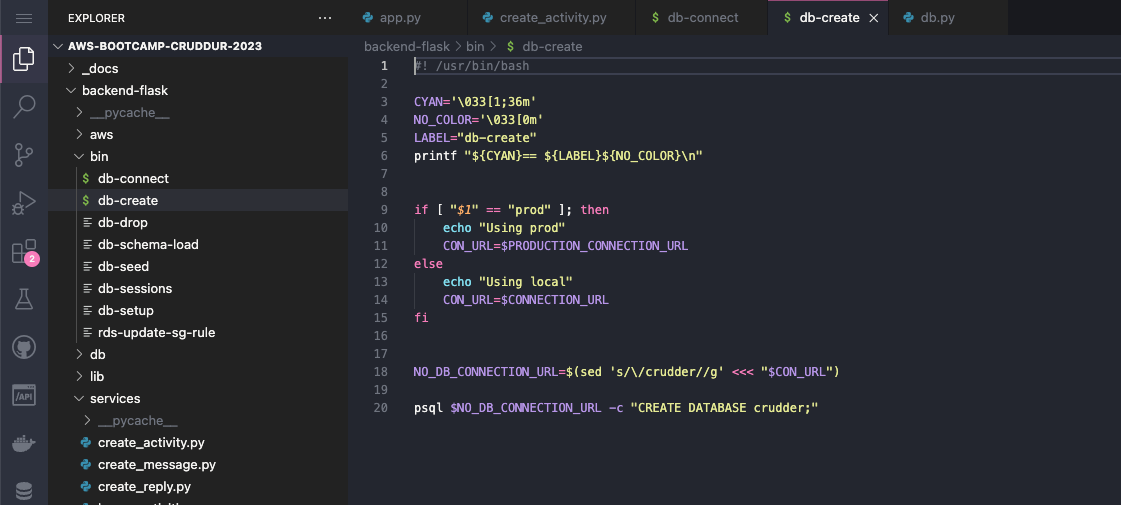 EXPLORER
...
app.py
create_activity.py
$ db-connect
$ db-create ×
db.py
AWS-BOOTCAMP-CRUDDUR-2023
_docs
backend-flask
__pycache__
aws
bin
$ db-connect
$ db-create
db-drop
db-schema-load
db-seed
db-sessions
db-setup
rds-update-sg-rule
db
lib
services
__pycache__
create_activity.py
create_message.py
create_reply.py
2
/API
backend-flask > bin > $ db-create
1 #! /usr/bin/bash
2
3 CYAN='\033[1;36m'
4 NO_COLOR='\033[0m'
5 LABEL="db-create"
6 printf "${CYAN}== ${LABEL}${NO_COLOR}\n"
7
8
9 if [ "$1" == "prod" ]; then
10     echo "Using prod"
11     CON_URL=$PRODUCTION_CONNECTION_URL
12 else
13     echo "Using local"
14     CON_URL=$CONNECTION_URL
15 fi
16
17
18 NO_DB_CONNECTION_URL=$(sed 's/\/crudder//g' <<< "$CON_URL")
19
20 psql $NO_DB_CONNECTION_URL -c "CREATE DATABASE crudder;"